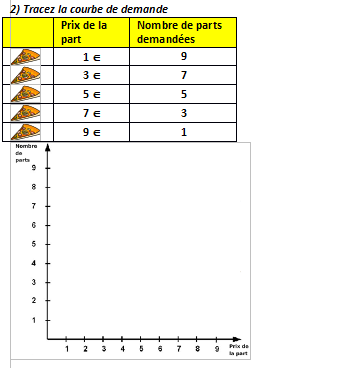 2) Tracez la courbe de demande
Prix de la part
Nombre de parts demandées
1 € 9
3 € 7
5 € 5
7 € 3
9 € 1
Nombre
de
parts
9
8
7
6
5
4
3
2
1
1 2 3 4 5 6 7 8 9
Prix de
la part